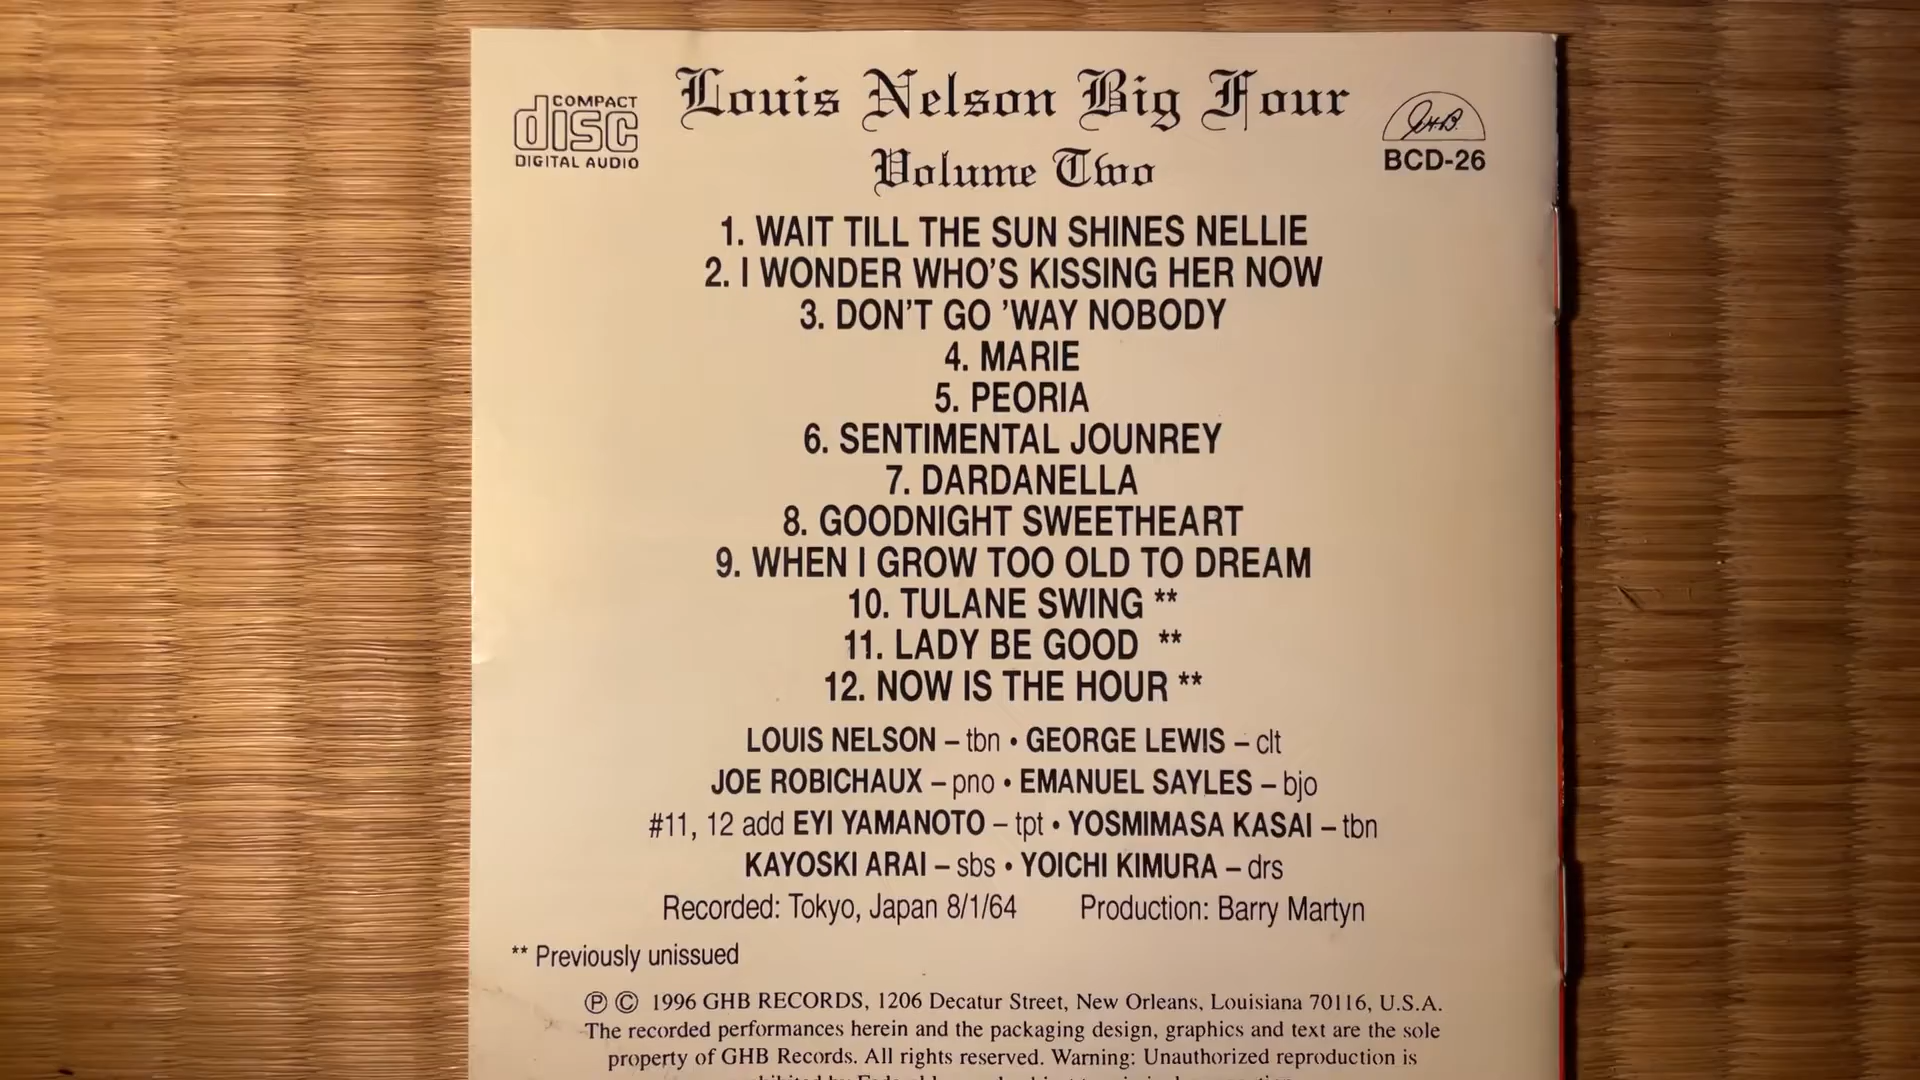 COMPACT
disc
DIGITAL AUDIO
Louis Nelson Big Four
GHB
BCD-26
Volume Two
1. WAIT TILL THE SUN SHINES NELLIE
2. I WONDER WHO'S KISSING HER NOW
3. DON'T GO 'WAY NOBODY
4. MARIE
5. PEORIA
6. SENTIMENTAL JOUNREY
7. DARDANELLA
8. GOODNIGHT SWEETHEART
9. WHEN I GROW TOO OLD TO DREAM
10. TULANE SWING **
11. LADY BE GOOD **
12. NOW IS THE HOUR **
LOUIS NELSON – tbn • GEORGE LEWIS – clt
JOE ROBICHAUX – pno • EMANUEL SAYLES – bjo
#11, 12 add EYI YAMANOTO – tpt • YOSMIMASA KASAI – tbn
KAYOSKI ARAI – sbs • YOICHI KIMURA – drs
Recorded: Tokyo, Japan 8/1/64 Production: Barry Martyn
** Previously unissued
℗ © 1996 GHB RECORDS, 1206 Decatur Street, New Orleans, Louisiana 70116, U.S.A.
The recorded performances herein and the packaging design, graphics and text are the sole
property of GHB Records. All rights reserved. Warning: Unauthorized reproduction is